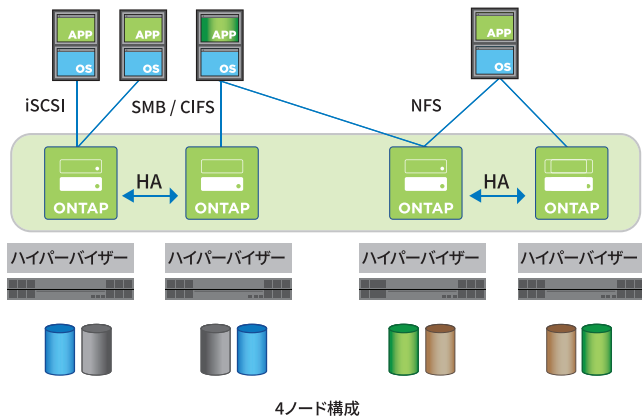 APP
OS
APP
OS
APP
OS
APP
OS
iSCSI
SMB / CIFS
NFS
ONTAP
HA
ONTAP
ONTAP
HA
ONTAP
ハイパーバイザー
ハイパーバイザー
ハイパーバイザー
ハイパーバイザー
4ノード構成